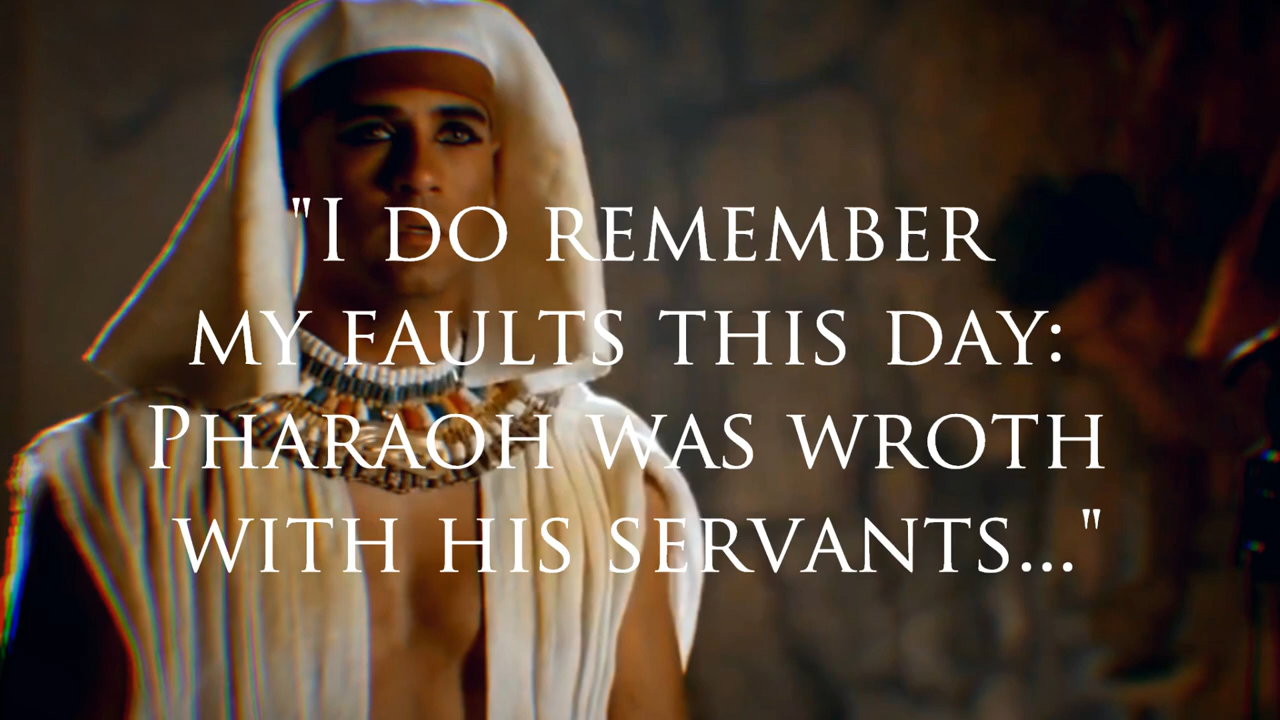 "I DO REMEMBER
MY FAULTS THIS DAY:
PHARAOH WAS WROTH
WITH HIS SERVANTS..."